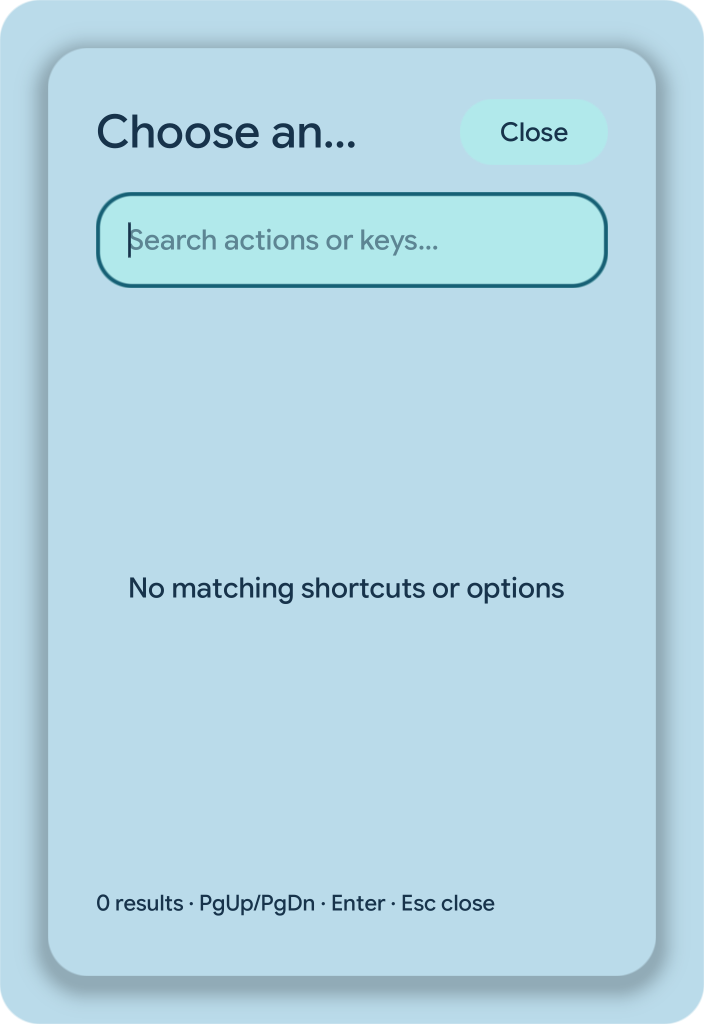 Choose an...
Close
Search actions or keys...
No matching shortcuts or options
0 results · PgUp/PgDn · Enter · Esc close